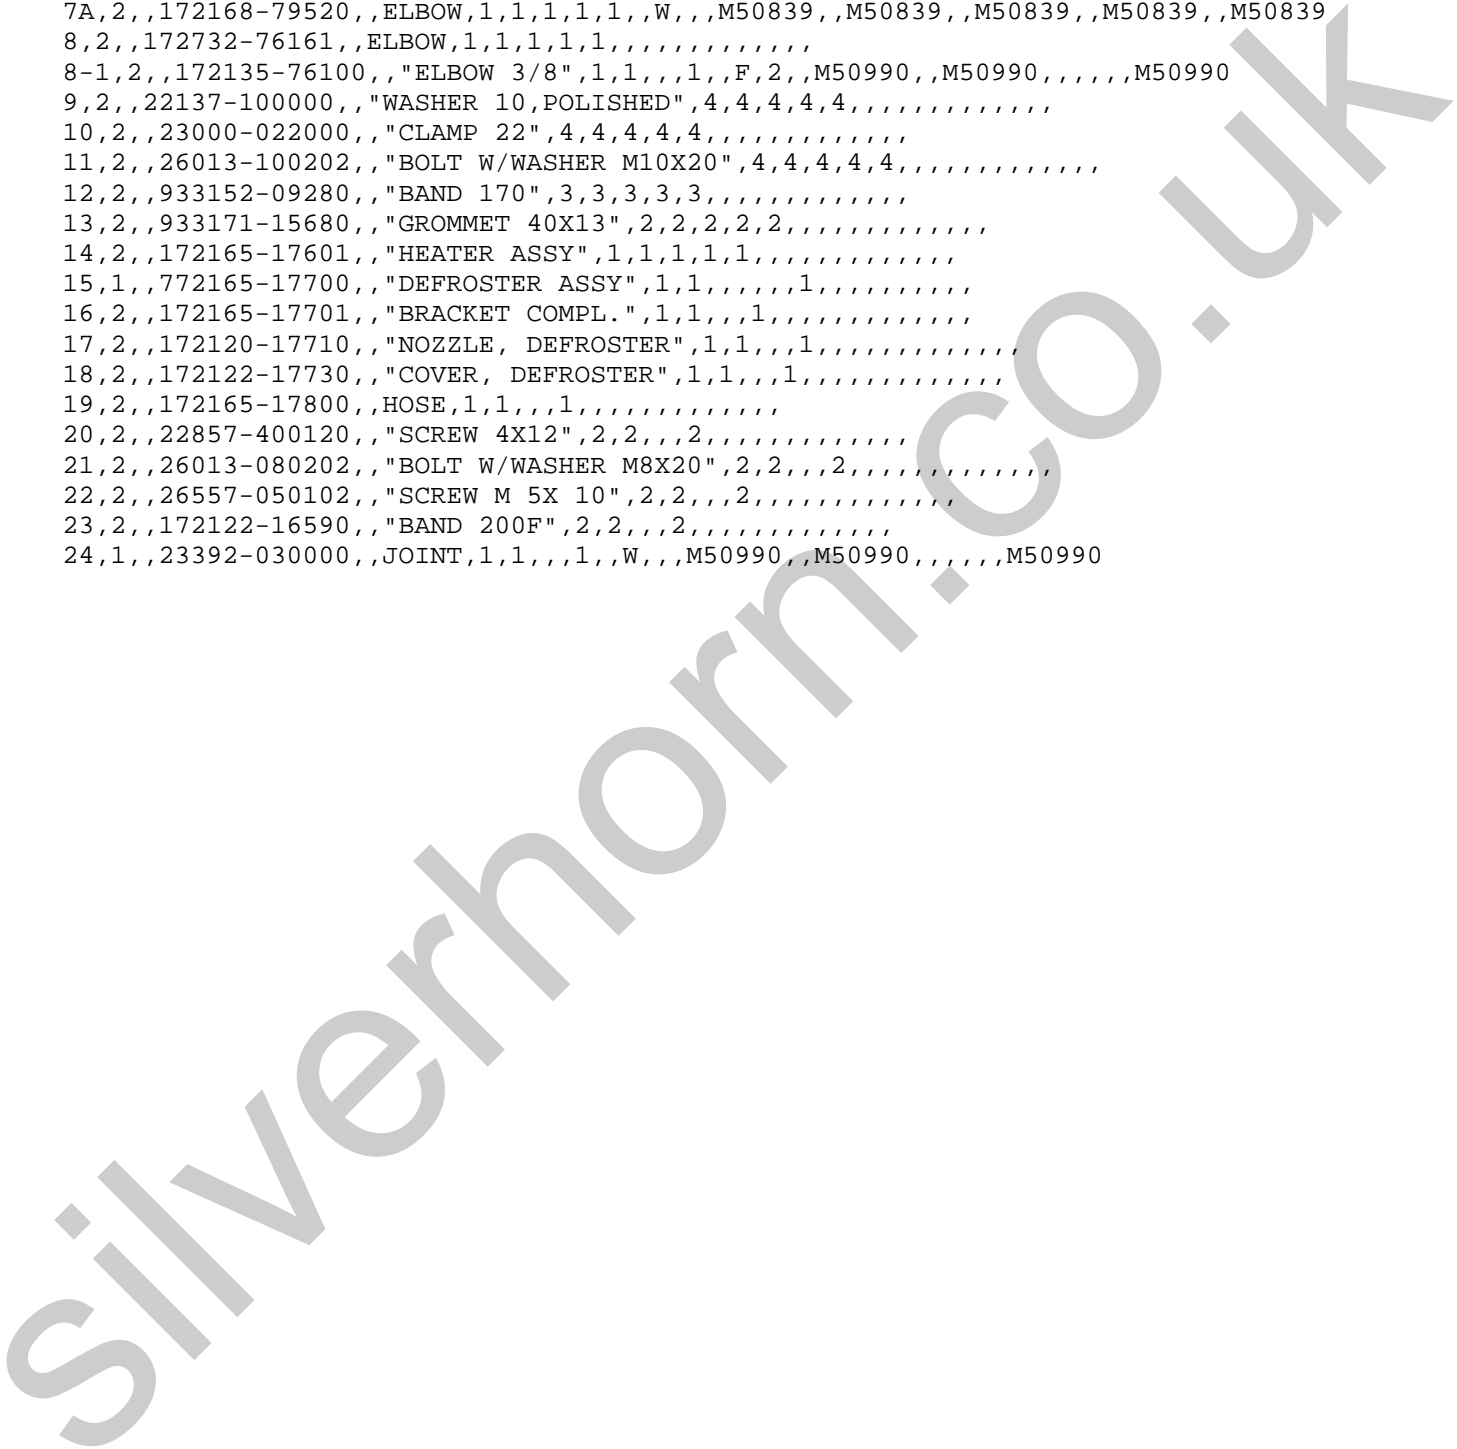 7A,2,,172168-79520,,ELBOW,1,1,1,1,1,,W,,,M50839,,M50839,,M50839,,M50839,,M50839
8,2,,172732-76161,,ELBOW,1,1,1,1,1,,,,,,,,,,,,,
8-1,2,,172135-76100,,"ELBOW 3/8",1,1,,,1,,F,2,,M50990,,M50990,,,,,,M50990
9,2,,22137-100000,,"WASHER 10,POLISHED",4,4,4,4,4,,,,,,,,,,,,,
10,2,,23000-022000,,"CLAMP 22",4,4,4,4,4,,,,,,,,,,,,,
11,2,,26013-100202,,"BOLT W/WASHER M10X20",4,4,4,4,4,,,,,,,,,,,,,
12,2,,933152-09280,,"BAND 170",3,3,3,3,3,,,,,,,,,,,,,
13,2,,933171-15680,,"GROMMET 40X13",2,2,2,2,2,,,,,,,,,,,,,
14,2,,172165-17601,,"HEATER ASSY",1,1,1,1,1,,,,,,,,,,,,,
15,1,,772165-17700,,"DEFROSTER ASSY",1,1,,,,,,1,,,,,,,,,,
16,2,,172165-17701,,"BRACKET COMPL.",1,1,,,1,,,,,,,,,,,,,
17,2,,172120-17710,,"NOZZLE, DEFROSTER",1,1,,,1,,,,,,,,,,,,,
18,2,,172122-17730,,"COVER, DEFROSTER",1,1,,,1,,,,,,,,,,,,,
19,2,,172165-17800,,HOSE,1,1,,,1,,,,,,,,,,,,,
20,2,,22857-400120,,"SCREW 4X12",2,2,,,2,,,,,,,,,,,,,
21,2,,26013-080202,,"BOLT W/WASHER M8X20",2,2,,,2,,,,,,,,,,,,,
22,2,,26557-050102,,"SCREW M 5X 10",2,2,,,2,,,,,,,,,,,,,
23,2,,172122-16590,,"BAND 200F",2,2,,,2,,,,,,,,,,,,,
24,1,,23392-030000,,JOINT,1,1,,,1,,W,,,M50990,,M50990,,,,,,M50990
silverhorn.co.uk